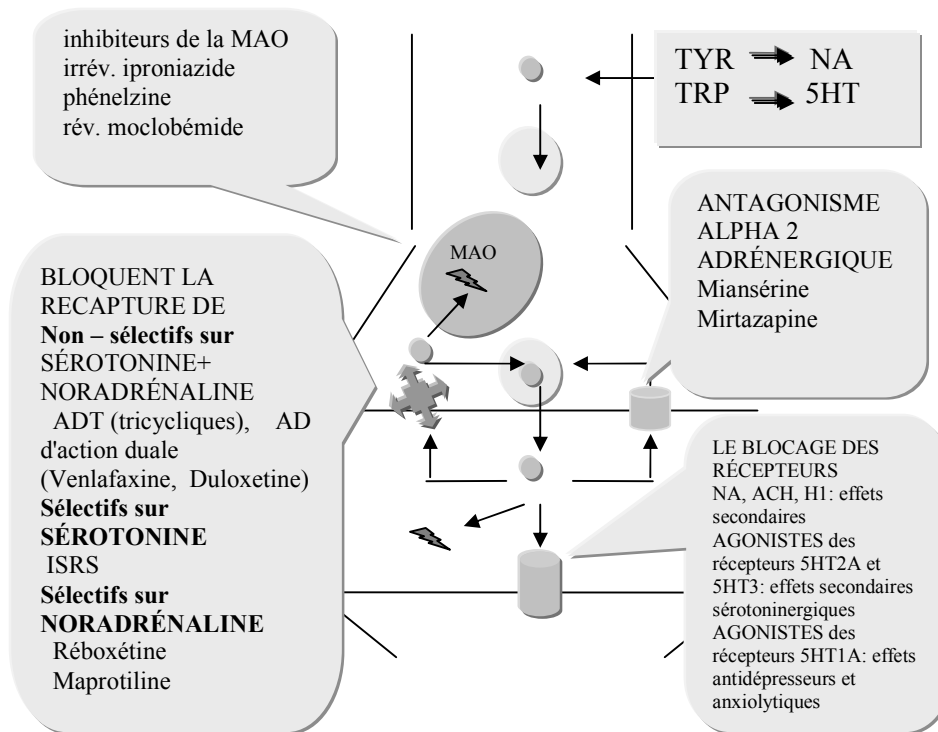 inhibiteurs de la MAO
irrév. iproniazide
phénelzine
rév. moclobémide
TYR NA
TRP 5HT
MAO
ANTAGONISME
ALPHA 2
ADRÉNERGIQUE
Miansérine
Mirtazapine
BLOQUENT LA
RECAPTURE DE
Non – sélectifs sur
SÉROTONINE+
NORADRÉNALINE
ADT (tricycliques), AD
d'action duale
(Venlafaxine, Duloxetine)
Sélectifs sur
SÉROTONINE
ISRS
Sélectifs sur
NORADRÉNALINE
Réboxétine
Maprotiline
LE BLOCAGE DES
RÉCEPTEURS
NA, ACH, H1: effets
secondaires
AGONISTES des
récepteurs 5HT2A et
5HT3: effets secondaires
sérotoninergiques
AGONISTES des
récepteurs 5HT1A: effets
antidépresseurs et
anxiolytiques